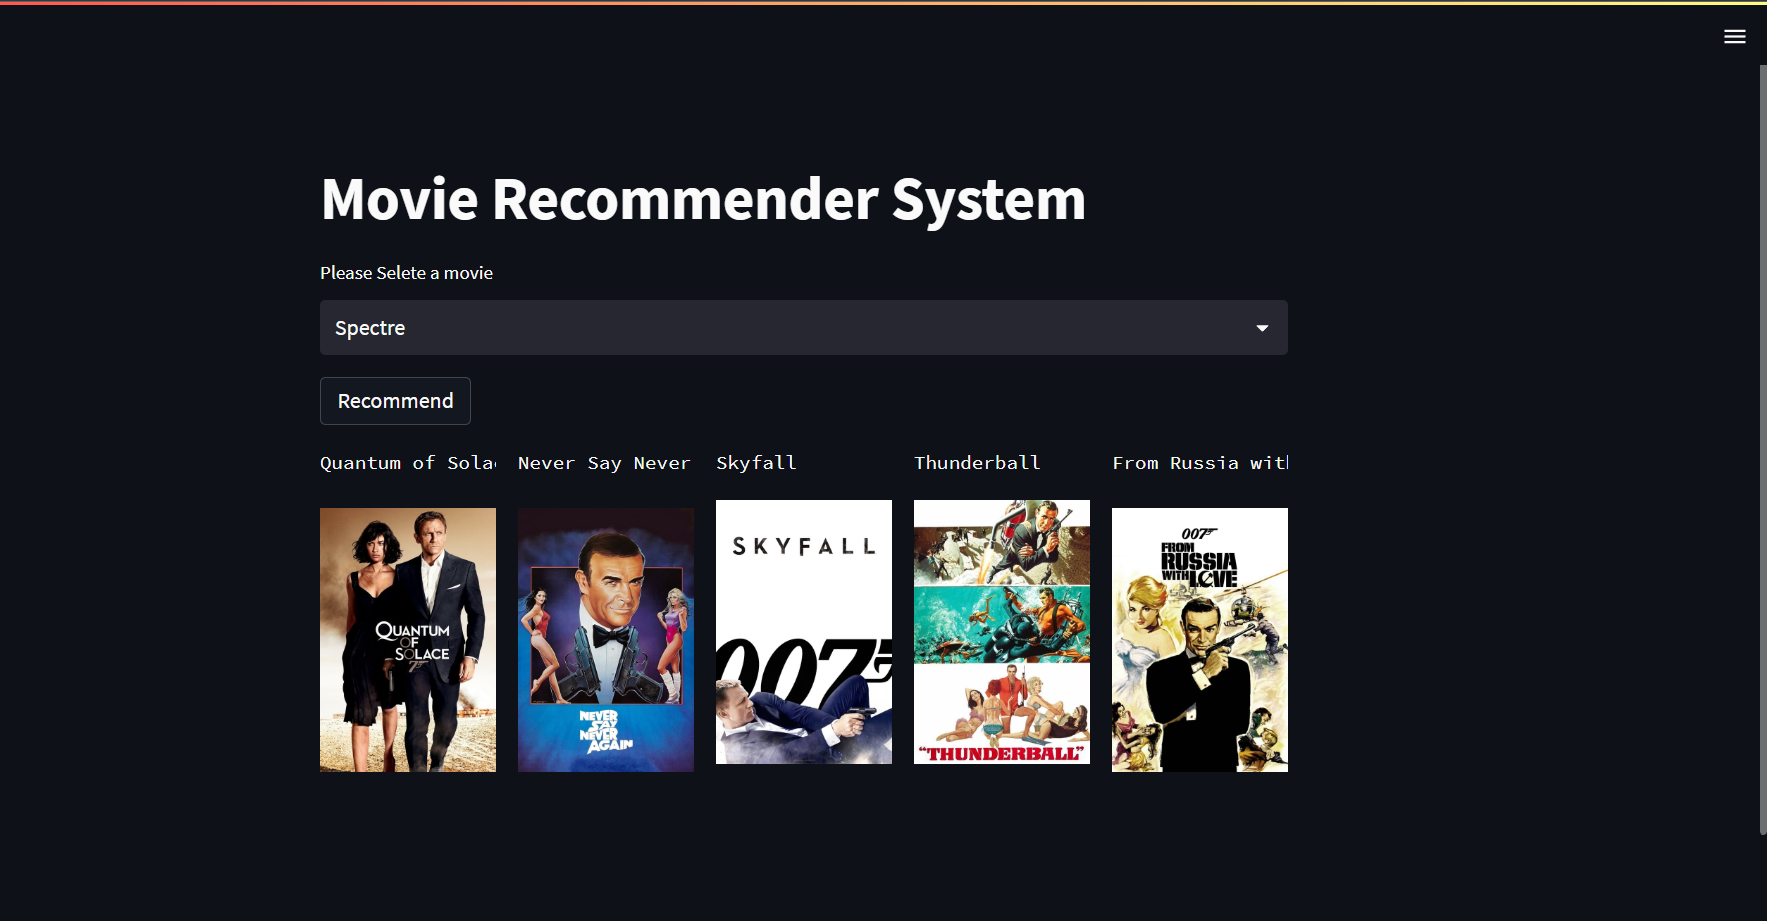 Movie Recommender System
Please Selete a movie
Spectre
Recommend
Quantum of Sola
Never Say Never
Skyfall
Thunderball
From Russia wit
QUANTUM
OF
SOLACE
007
NEVER
SAY
NEVER
AGAIN
SKYFALL
007
"THUNDERBALL"
007
FROM
RUSSIA
WITH LOVE